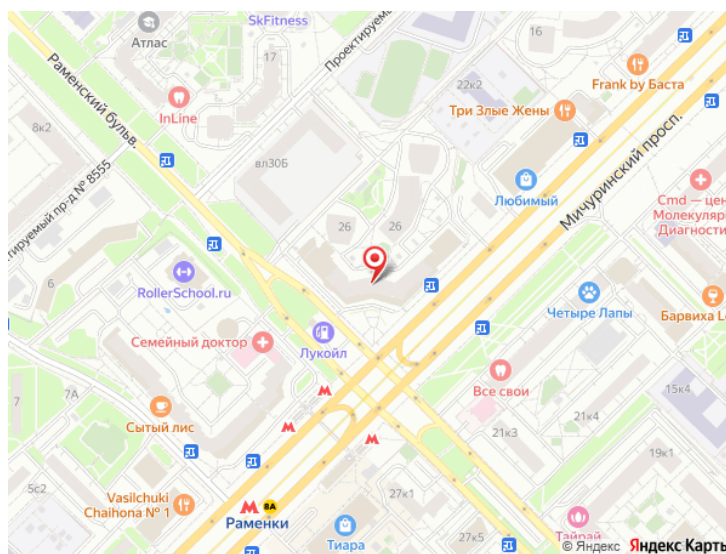 SkFitness
Атлас
17
16
Проектируемый
Frank by Баста
22к2
Три Злые Жены
InLine
Раменский бульв.
8к2
вл30Б
Мичуринский просп.
ктируемый пр-д № 8555
Любимый
Cmd — цен
Молекуляр
Диагности
26
26
RollerSchool.ru
6
Четыре Лапы
Барвиха Lo
Семейный доктор
Лукойл
Все свои
7А
7
15к4
Сытый лис
21к4
21к3
19к1
5с2
Vasilchuki
Chaihona № 1
8А
Раменки
27к1
Тиара
27к5
Тайрай
© Яндекс Яндекс Карты